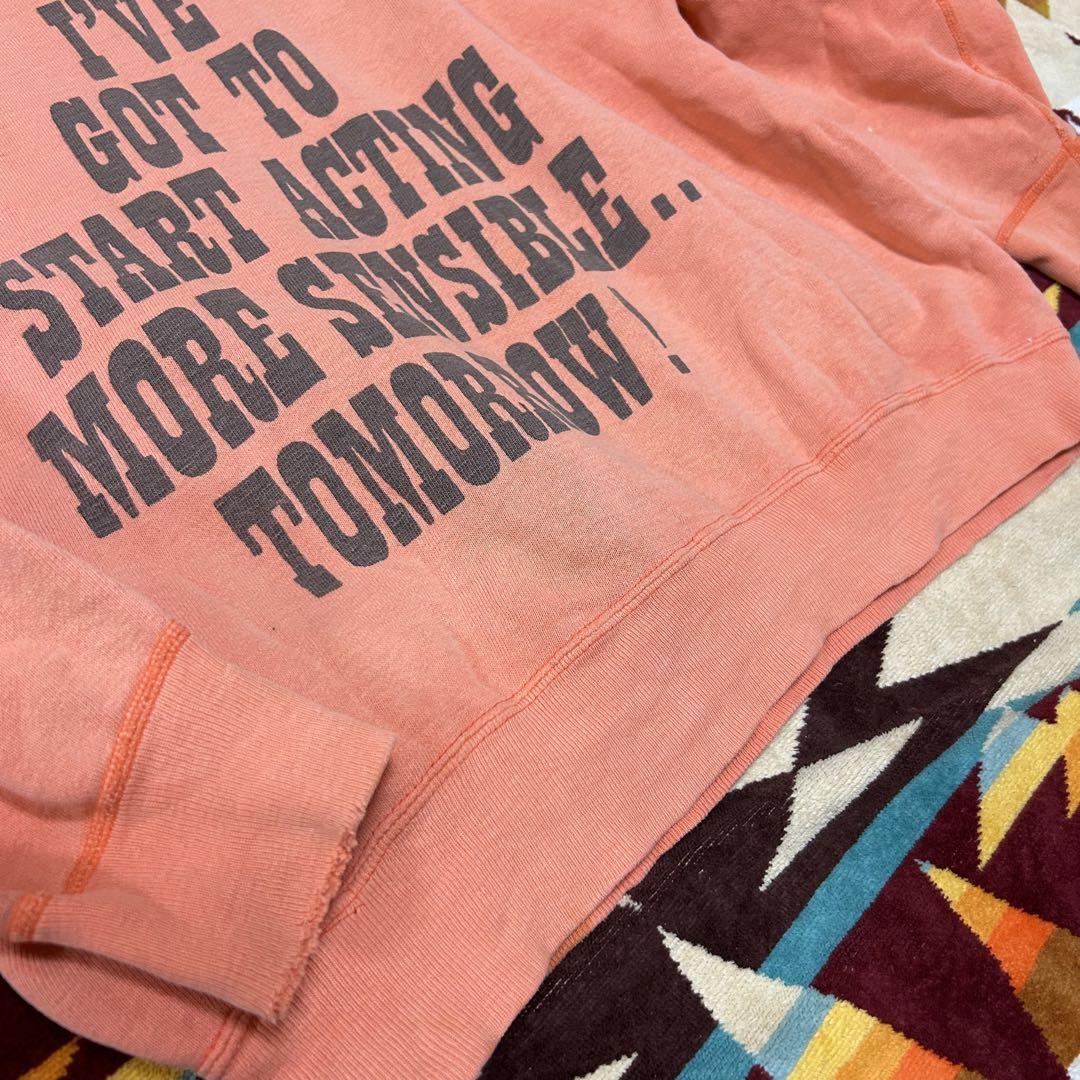 I'VE
GOT TO
START ACTING
MORE SENSIBLE..
TOMORROW!